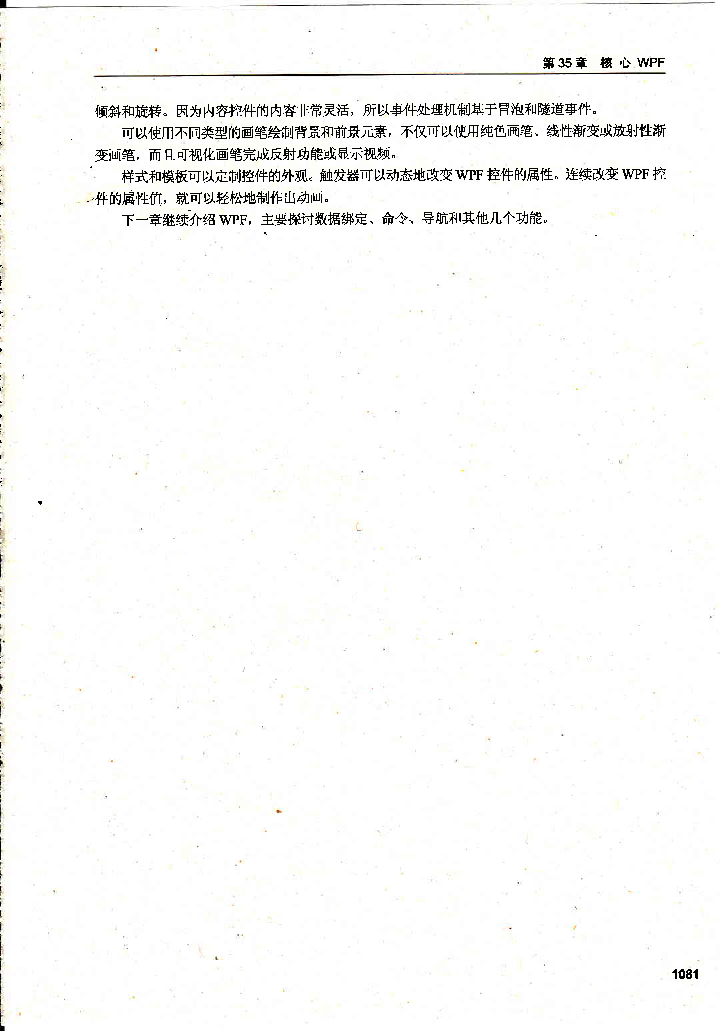 第35章 核 心 WPF
倾斜和旋转。因为内容控件的内容非常灵活，所以事件处理机制基于冒泡和隧道事件。
可以使用不同类型的画笔绘制背景和前景元素，不仅可以使用纯色画笔、线性渐变或放射性渐
变画笔，而且可视化画笔完成反射功能或显示视频。
样式和模板可以定制控件的外观。触发器可以动态地改变 WPF 控件的属性。连续改变 WPF 控
件的属性值，就可以轻松地制作出动画。
下一章继续介绍 WPF，主要探讨数据绑定、命令、导航和其他几个功能。
1081